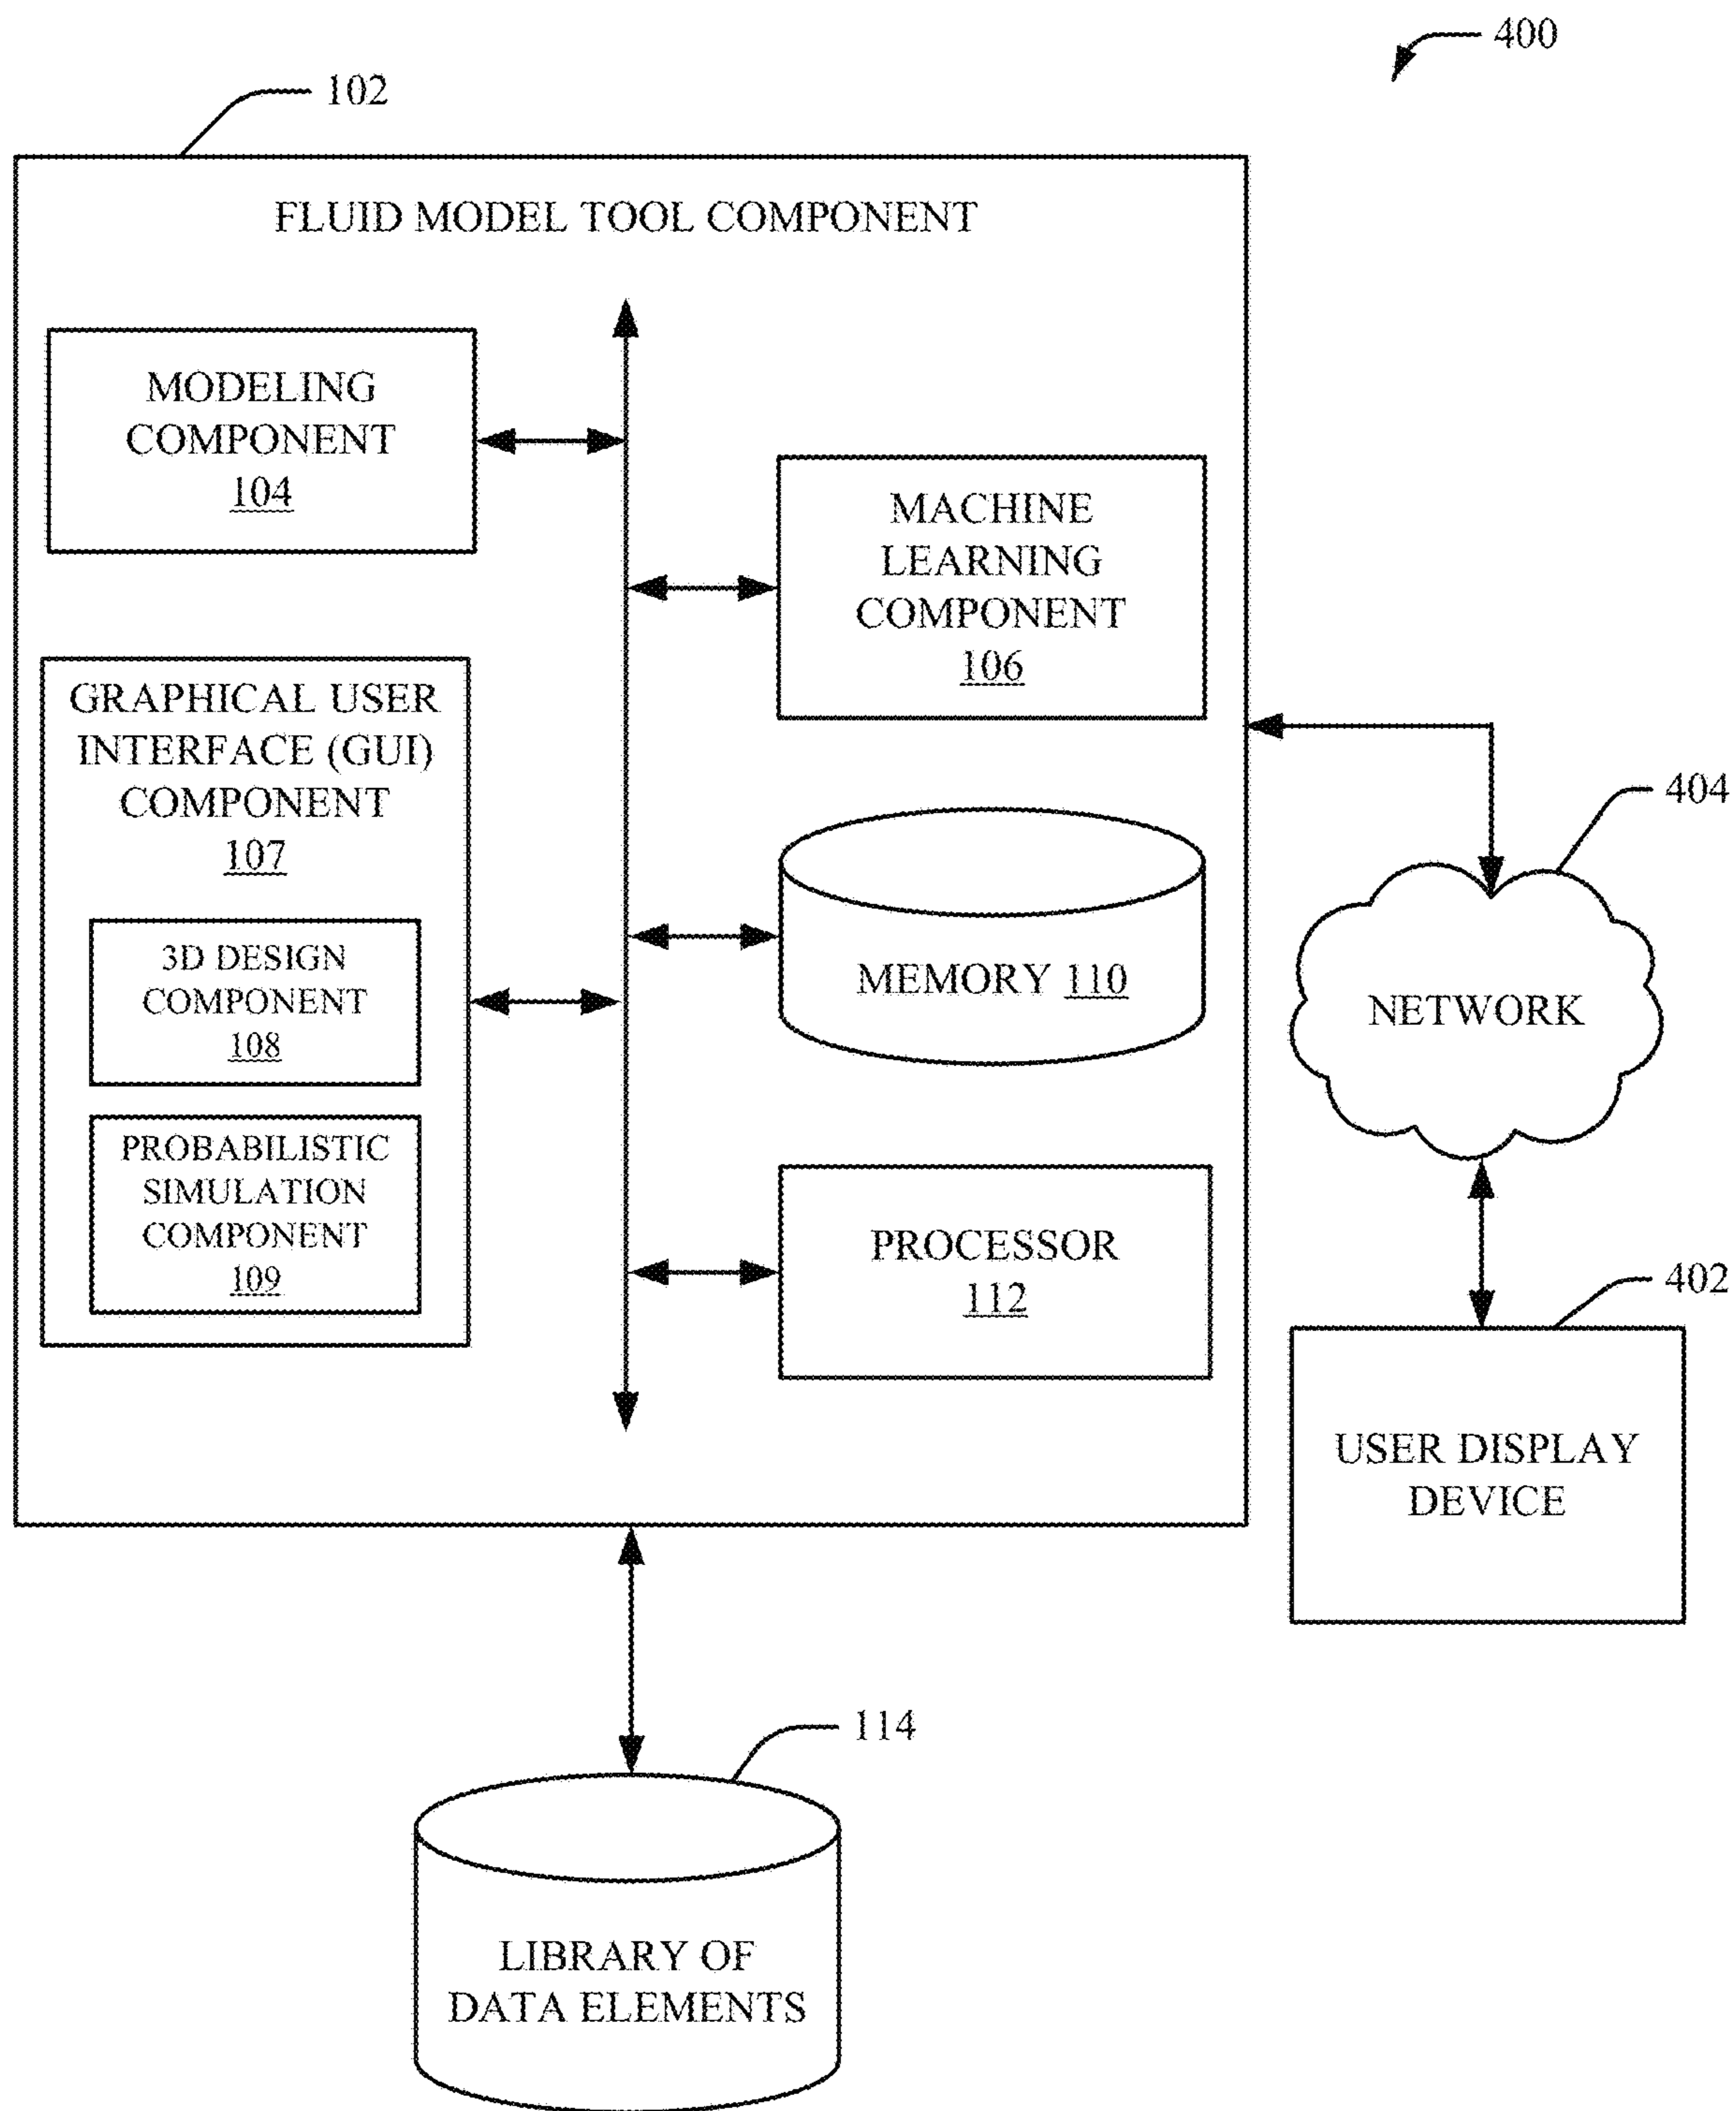 400
102
FLUID MODEL TOOL COMPONENT
MODELING
COMPONENT
104
MACHINE
LEARNING
COMPONENT
106
GRAPHICAL USER
INTERFACE (GUI)
COMPONENT
107
3D DESIGN
COMPONENT
108
PROBABILISTIC
SIMULATION
COMPONENT
109
MEMORY 110
PROCESSOR
112
404
NETWORK
402
USER DISPLAY
DEVICE
114
LIBRARY OF
DATA ELEMENTS